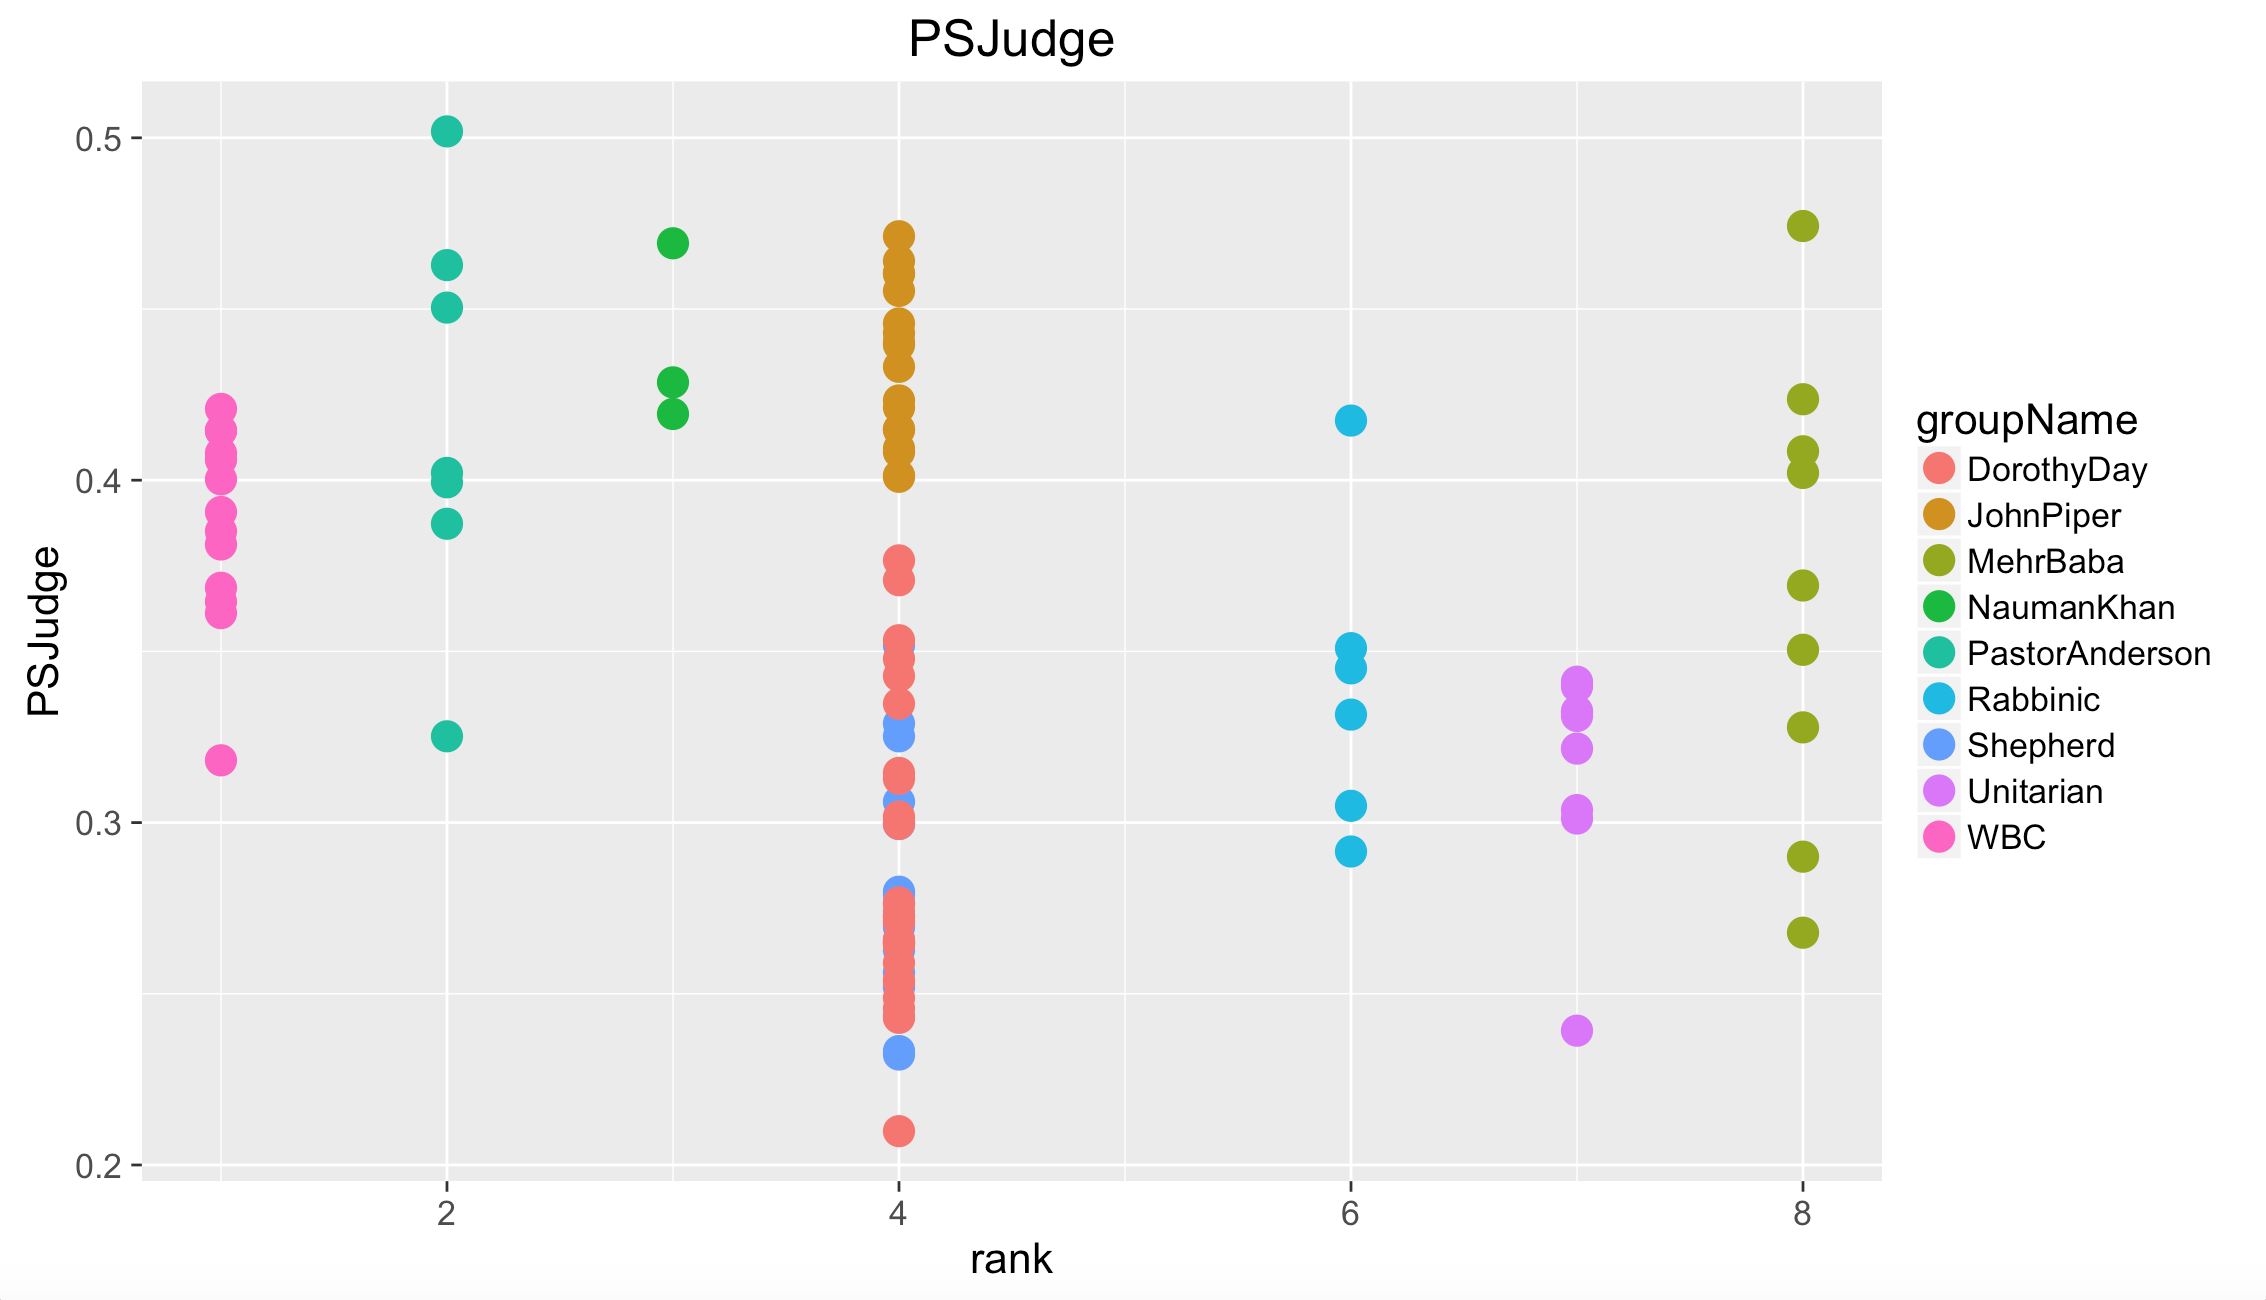 PSJudge
PSJudge
0.5
0.4
0.3
0.2
2
4
6
8
rank
groupName
DorothyDay
JohnPiper
MehrBaba
NaumanKhan
PastorAnderson
Rabbinic
Shepherd
Unitarian
WBC